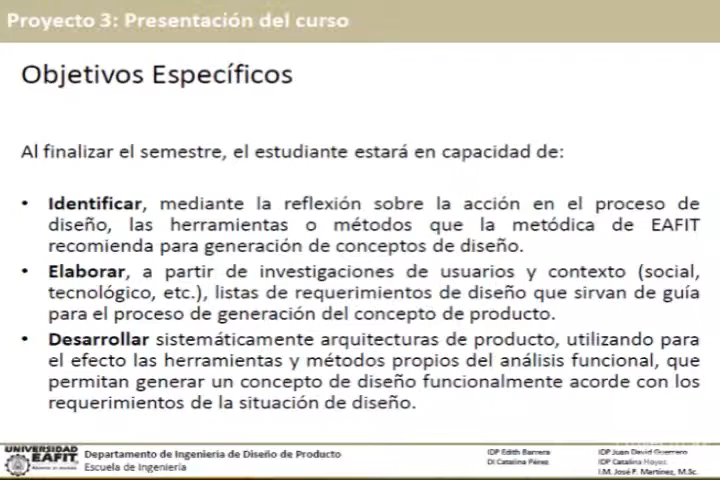 Proyecto 3: Presentación del curso
Objetivos Específicos
Al finalizar el semestre, el estudiante estará en capacidad de:
• Identificar, mediante la reflexión sobre la acción en el proceso de
diseño, las herramientas o métodos que la metódica de EAFIT
recomienda para generación de conceptos de diseño.
• Elaborar, a partir de investigaciones de usuarios y contexto (social,
tecnológico, etc.), listas de requerimientos de diseño que sirvan de guía
para el proceso de generación del concepto de producto.
• Desarrollar sistemáticamente arquitecturas de producto, utilizando para
el efecto las herramientas y métodos propios del análisis funcional, que
permitan generar un concepto de diseño funcionalmente acorde con los
requerimientos de la situación de diseño.
UNIVERSIDAD
EAFIT
Departamento de Ingeniería de Diseño de Producto
Escuela de Ingeniería
IDP Edith Barrera
DI Catalina Pérez
IDP Juan David Guerrero
IDP Catalina Hoyos
I.M. José F. Martínez, M.Sc.